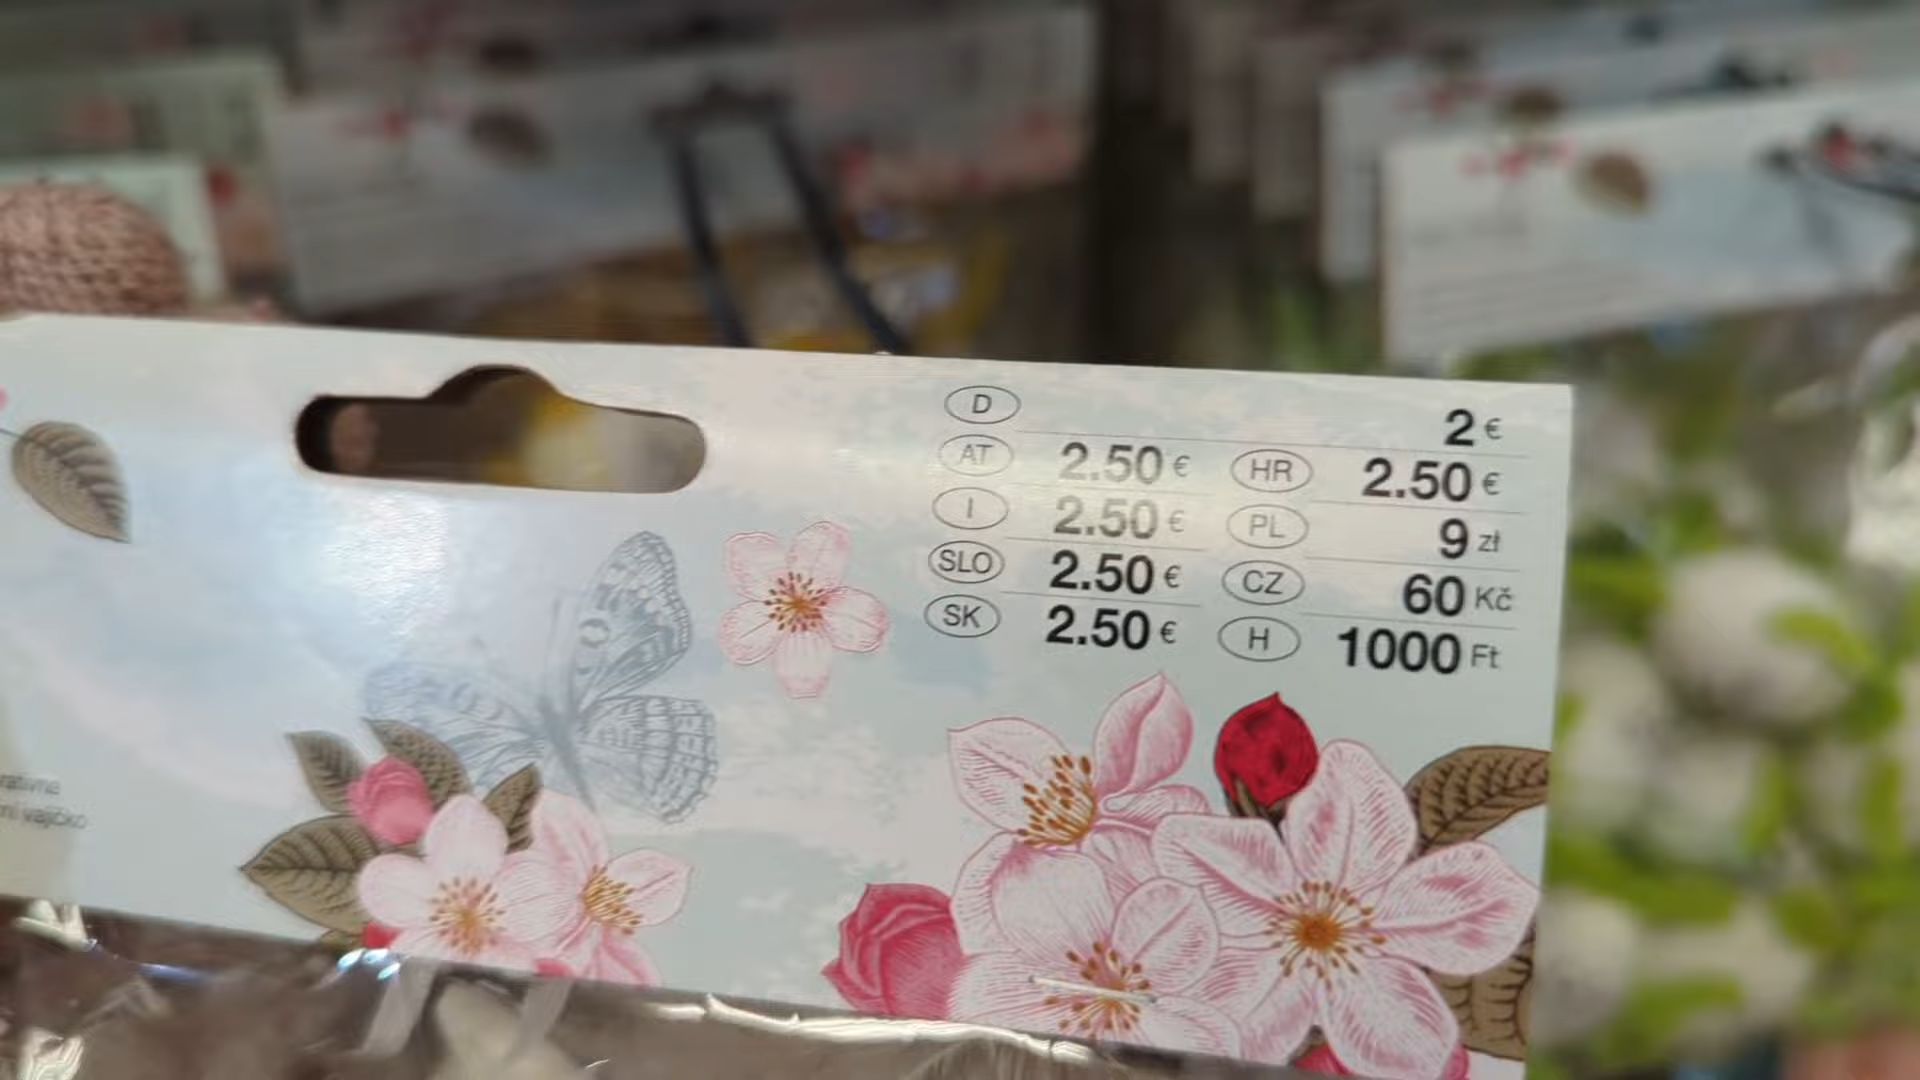 D 2 €
AT 2.50 € HR 2.50 €
I 2.50 € PL 9 zł
SLO 2.50 € CZ 60 Kč
SK 2.50 € H 1000 Ft
vajíčko